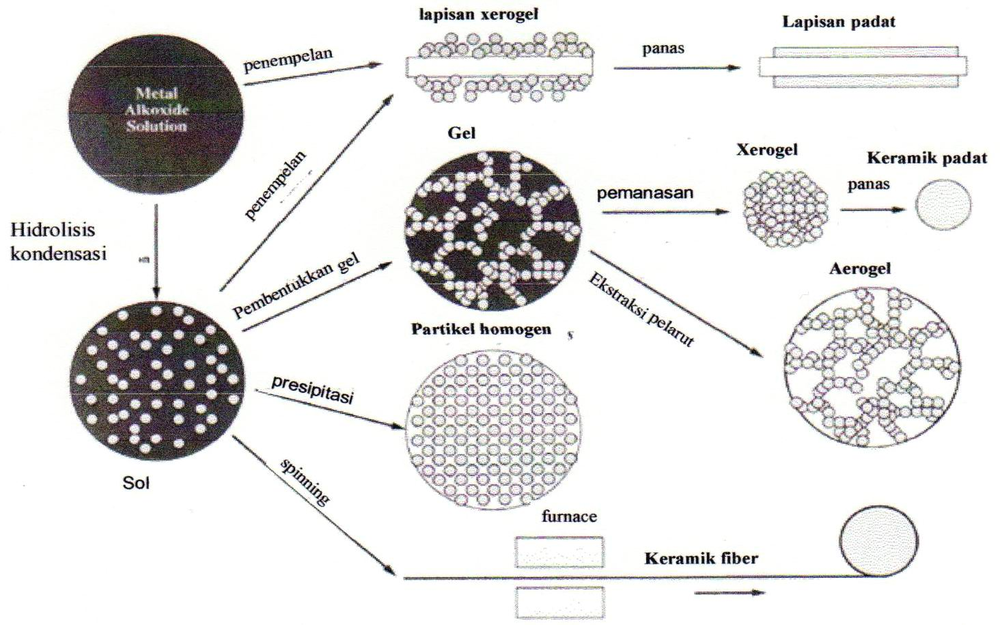 lapisan xerogel
Lapisan padat
penempelan
panas
Metal
Alkoxide
Solution
Gel
penempelan
Xerogel
Keramik padat
pemanasan
panas
Hidrolisis
kondensasi
Pembentukkan gel
Ekstraksi pelarut
Aerogel
Partikel homogen
s
presipitasi
Sol
spinning
furnace
Keramik fiber